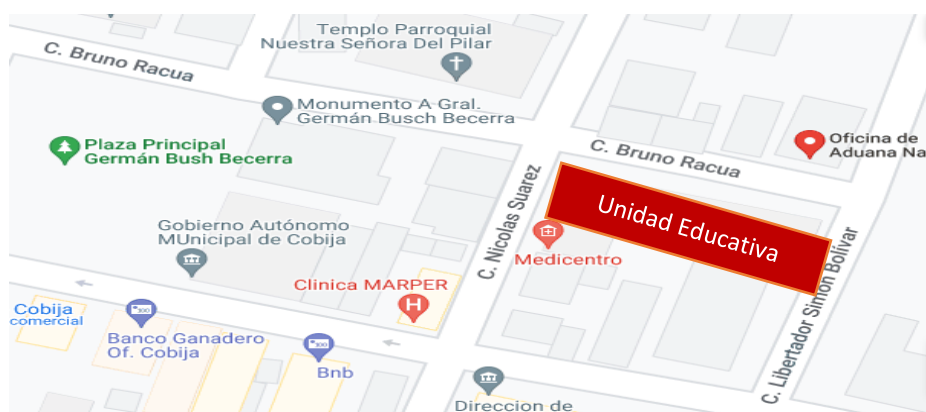 Templo Parroquial
Nuestra Señora Del Pilar
C. Bruno Racua
Monumento A Gral.
Germán Busch Becerra
Plaza Principal
Germán Bush Becerra
C. Bruno Racua
Oficina de
Aduana Na
C. Nicolas Suarez
Unidad Educativa
Gobierno Autónomo
MUnicipal de Cobija
Medicentro
Clinica MARPER
H
C. Libertador Simon Bolivar
Cobija
comercial
Banco Ganadero
Of. Cobija
Bnb
Direccion de